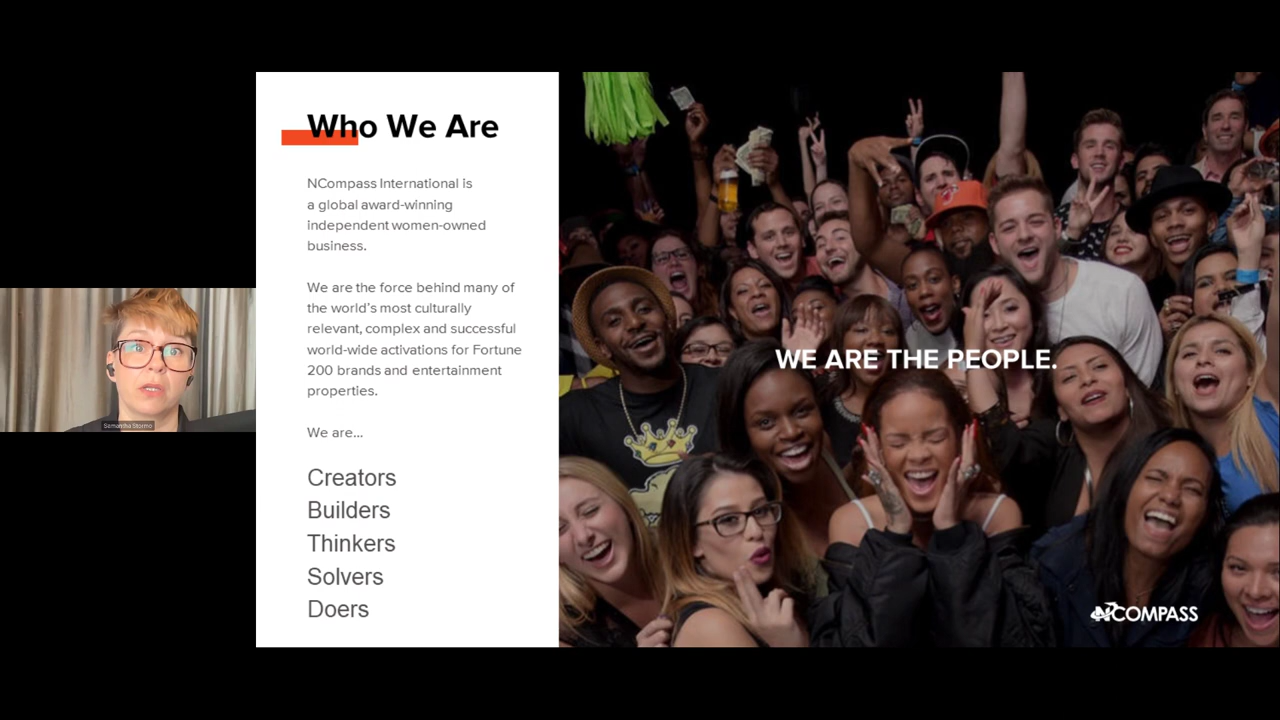 Who We Are
NCompass International is
a global award-winning
independent women-owned
business.
We are the force behind many of
the world's most culturally
relevant, complex and successful
world-wide activations for Fortune
200 brands and entertainment
properties.
We are...
Creators
Builders
Thinkers
Solvers
Doers
WE ARE THE PEOPLE.
NCOMPASS
Samantha Stormo